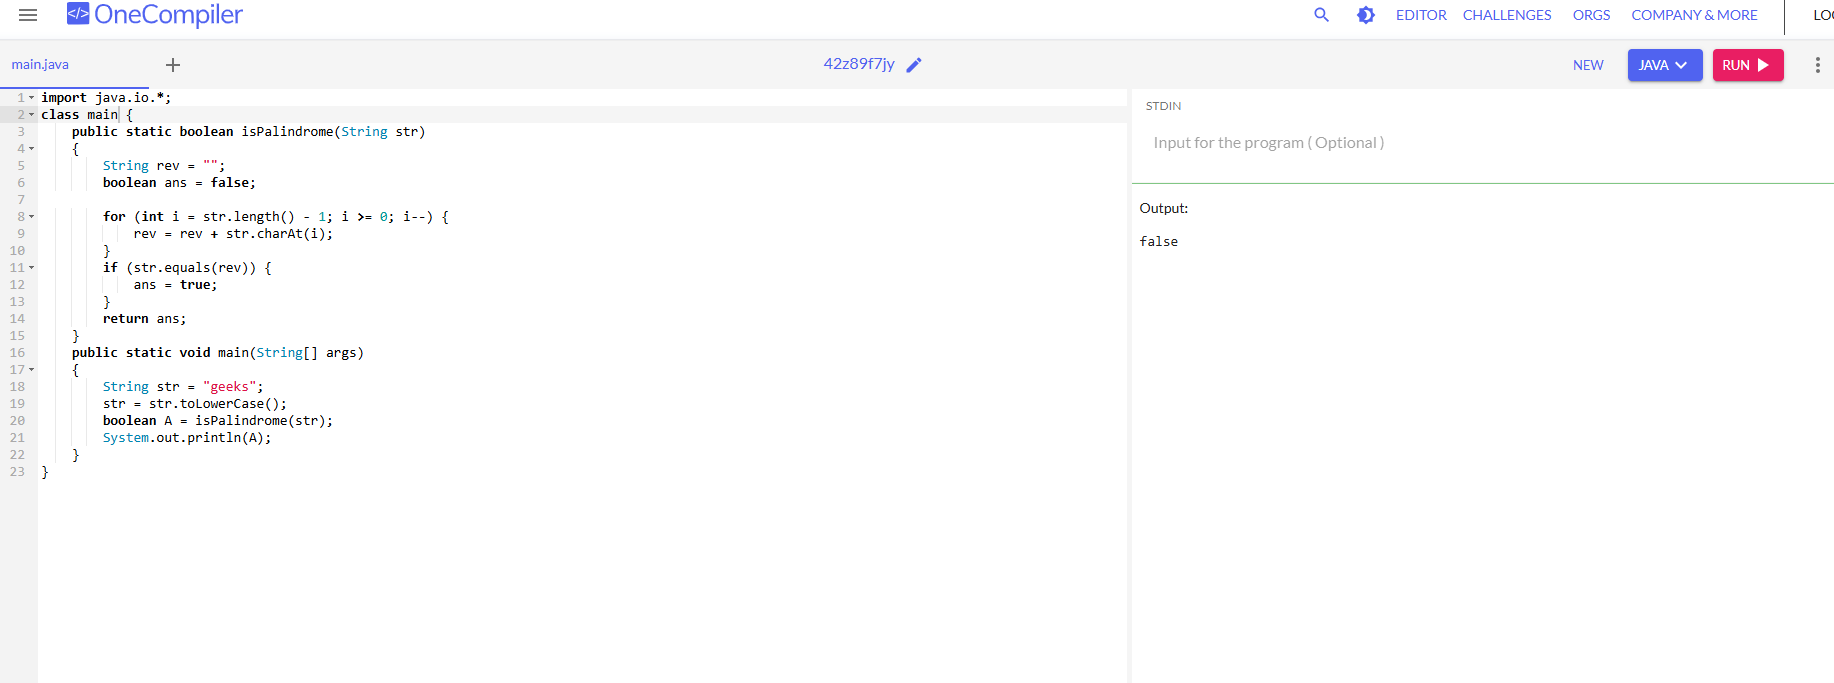 </> OneCompiler
EDITOR CHALLENGES ORGS COMPANY & MORE
main.java
42z89f7jy
NEW JAVA RUN
1 import java.io.*;
2 class main {
3     public static boolean isPalindrome(String str)
4     {
5         String rev = "";
6         boolean ans = false;
7
8         for (int i = str.length() - 1; i >= 0; i--) {
9             rev = rev + str.charAt(i);
10         }
11         if (str.equals(rev)) {
12             ans = true;
13         }
14         return ans;
15     }
16     public static void main(String[] args)
17     {
18         String str = "geeks";
19         str = str.toLowerCase();
20         boolean A = isPalindrome(str);
21         System.out.println(A);
22     }
23 }
STDIN
Input for the program ( Optional )
Output:
false